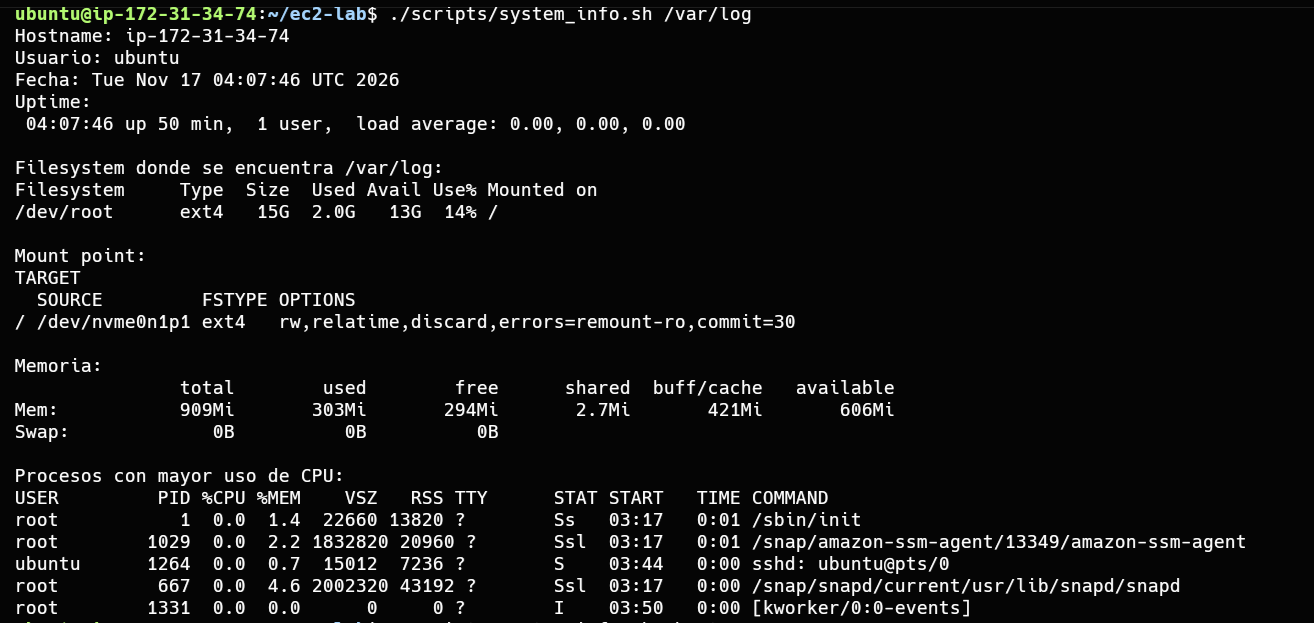 ubuntu@ip-172-31-34-74:~/ec2-lab$ ./scripts/system_info.sh /var/log
Hostname: ip-172-31-34-74
Usuario: ubuntu
Fecha: Tue Nov 17 04:07:46 UTC 2026
Uptime:
 04:07:46 up 50 min,  1 user,  load average: 0.00, 0.00, 0.00
Filesystem donde se encuentra /var/log:
Filesystem     Type  Size  Used Avail Use% Mounted on
/dev/root      ext4   15G  2.0G   13G  14% /
Mount point:
TARGET
  SOURCE         FSTYPE OPTIONS
/ /dev/nvme0n1p1 ext4   rw,relatime,discard,errors=remount-ro,commit=30
Memoria:
               total        used        free      shared  buff/cache   available
Mem:           909Mi       303Mi       294Mi       2.7Mi       421Mi       606Mi
Swap:             0B          0B          0B
Procesos con mayor uso de CPU:
USER         PID %CPU %MEM    VSZ   RSS TTY      STAT START   TIME COMMAND
root           1  0.0  1.4  22660 13820 ?        Ss   03:17   0:01 /sbin/init
root        1029  0.0  2.2 1832820 20960 ?       Ssl  03:17   0:01 /snap/amazon-ssm-agent/13349/amazon-ssm-agent
ubuntu      1264  0.0  0.7  15012  7236 ?        S    03:44   0:00 sshd: ubuntu@pts/0
root         667  0.0  4.6 2002320 43192 ?       Ssl  03:17   0:00 /snap/snapd/current/usr/lib/snapd/snapd
root        1331  0.0  0.0      0     0 ?        I    03:50   0:00 [kworker/0:0-events]